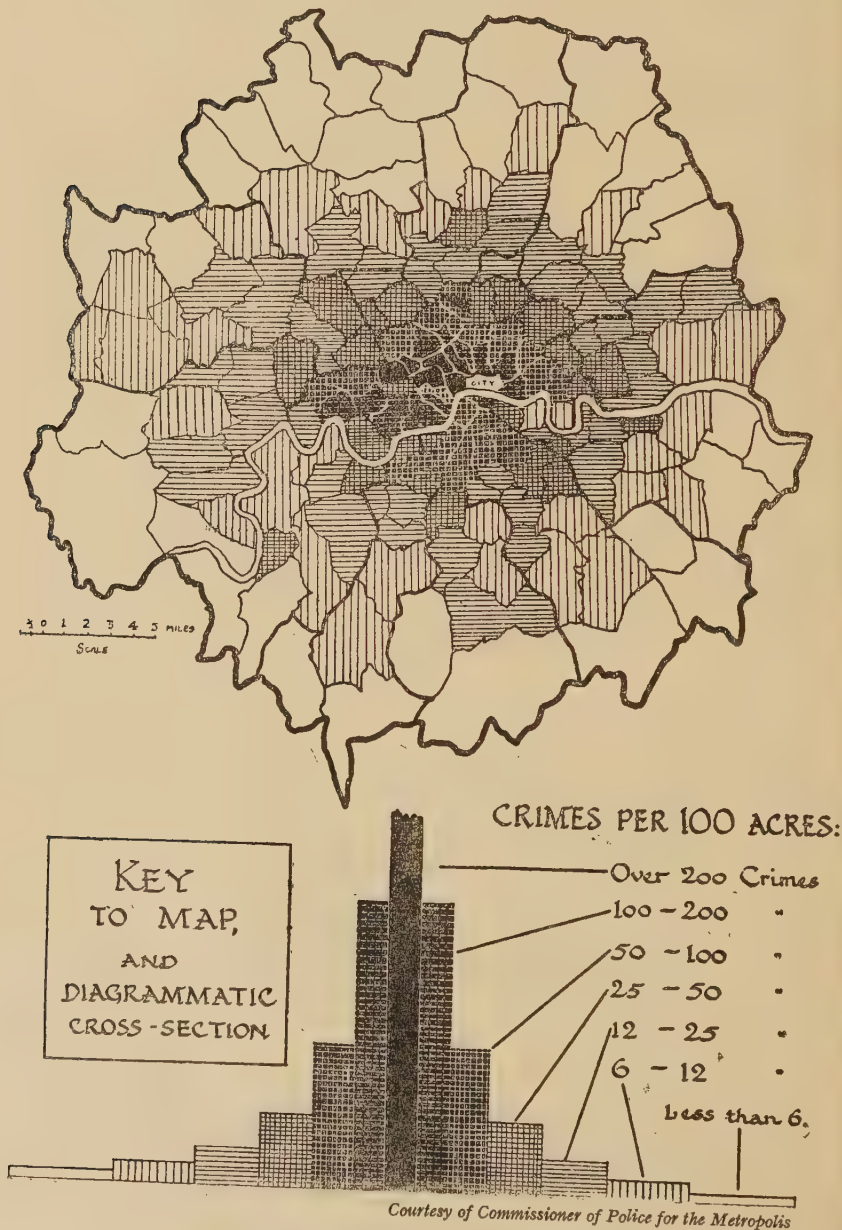 CITY
½ 0 1 2 3 4 5 MILES
SCALE
KEY
TO MAP,
AND
DIAGRAMMATIC
CROSS-SECTION
CRIMES PER 100 ACRES:
Over 200 Crimes
100 - 200 "
50 - 100 "
25 - 50 "
12 - 25 "
6 - 12 "
Less than 6.
Courtesy of Commissioner of Police for the Metropolis